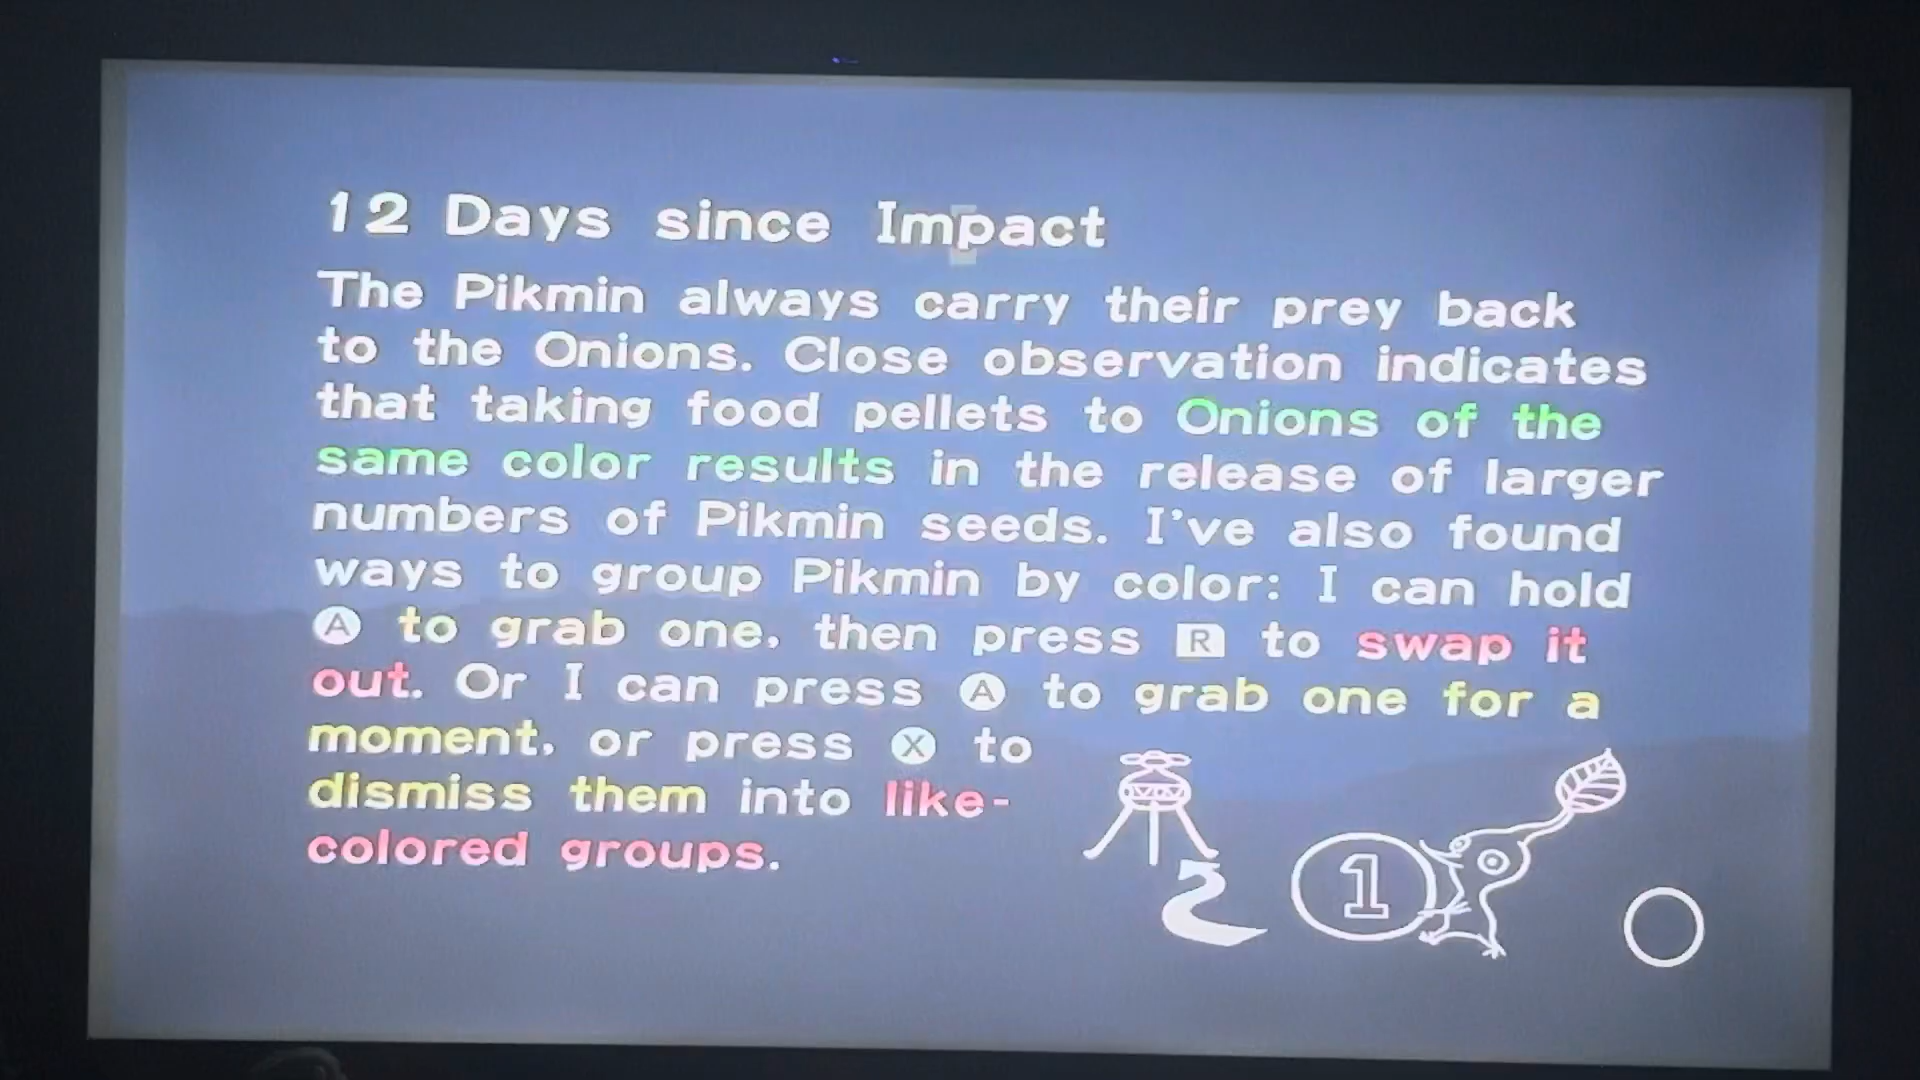 12 Days since Impact
The Pikmin always carry their prey back
to the Onions. Close observation indicates
that taking food pellets to Onions of the
same color results in the release of larger
numbers of Pikmin seeds. I've also found
ways to group Pikmin by color: I can hold
A to grab one, then press R to swap it
out. Or I can press A to grab one for a
moment, or press X to
dismiss them into like-
colored groups.
1